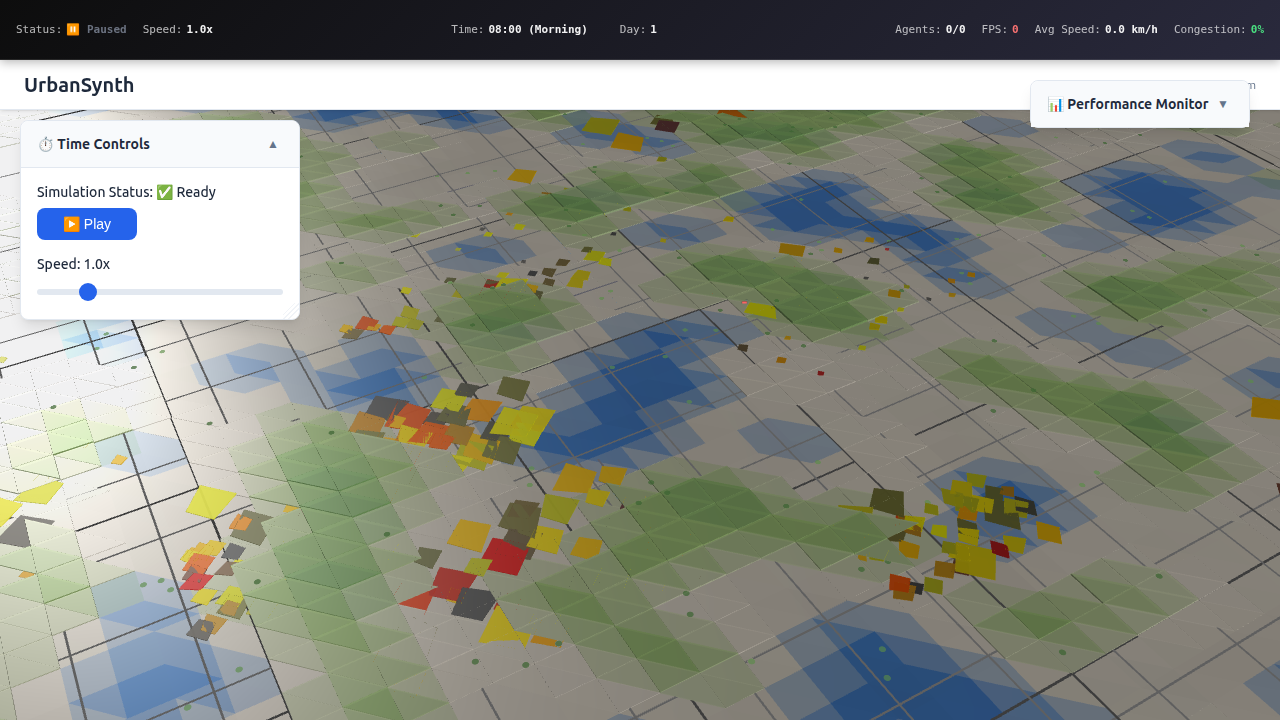 Status: ⏸️ Paused Speed: 1.0x Time: 08:00 (Morning) Day: 1 Agents: 0/0 FPS: 0 Avg Speed: 0.0 km/h Congestion: 0%
UrbanSynth
📊 Performance Monitor ▼
⏱️ Time Controls ▲
Simulation Status: ✅ Ready
▶️ Play
Speed: 1.0x